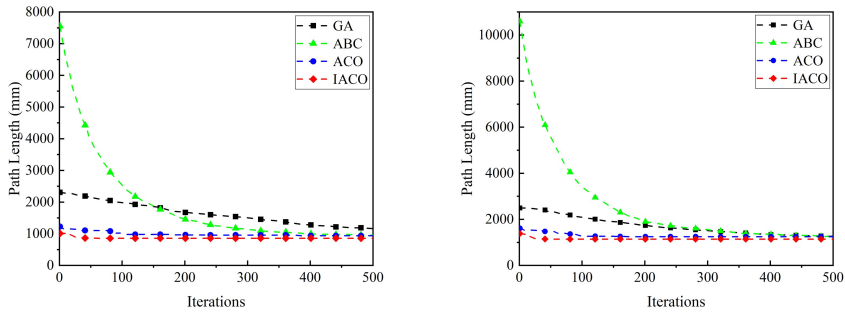 8000
7000
6000
5000
4000
3000
2000
1000
0
Path Length (mm)
GA
ABC
ACO
IACO
0 100 200 300 400 500
Iterations
10000
8000
6000
4000
2000
0
Path Length (mm)
GA
ABC
ACO
IACO
0 100 200 300 400 500
Iterations